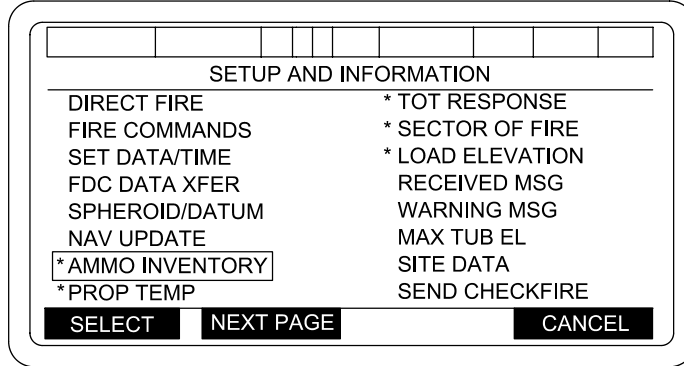 SETUP AND INFORMATION
DIRECT FIRE
FIRE COMMANDS
SET DATA/TIME
FDC DATA XFER
SPHEROID/DATUM
NAV UPDATE
* AMMO INVENTORY
* PROP TEMP
* TOT RESPONSE
* SECTOR OF FIRE
* LOAD ELEVATION
RECEIVED MSG
WARNING MSG
MAX TUB EL
SITE DATA
SEND CHECKFIRE
SELECT NEXT PAGE CANCEL